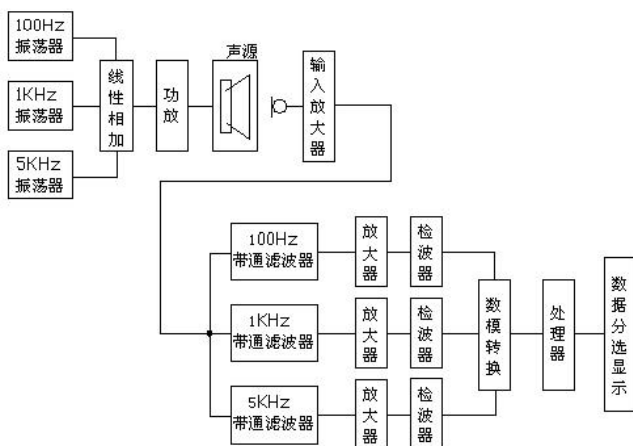 100Hz
振荡器
1KHz
振荡器
5KHz
振荡器
线性相加
功放
声源
输入放大器
100Hz
带通滤波器
放大器
检波器
1KHz
带通滤波器
放大器
检波器
5KHz
带通滤波器
放大器
检波器
数模转换
处理器
数据分选显示